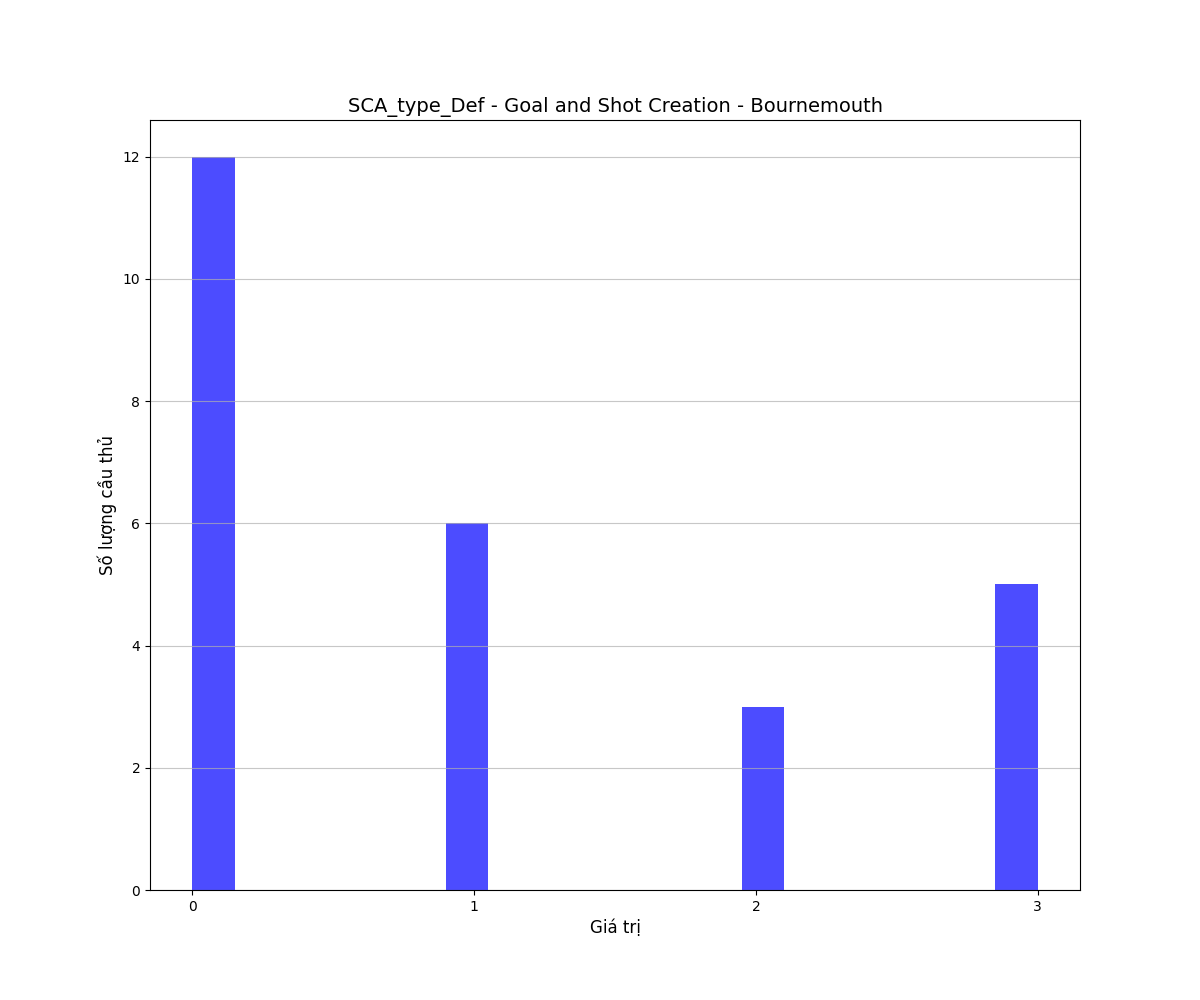 SCA_type_Def - Goal and Shot Creation - Bournemouth
12
10
8
6
4
2
0
Số lượng cầu thủ
0 1 2 3
Giá trị